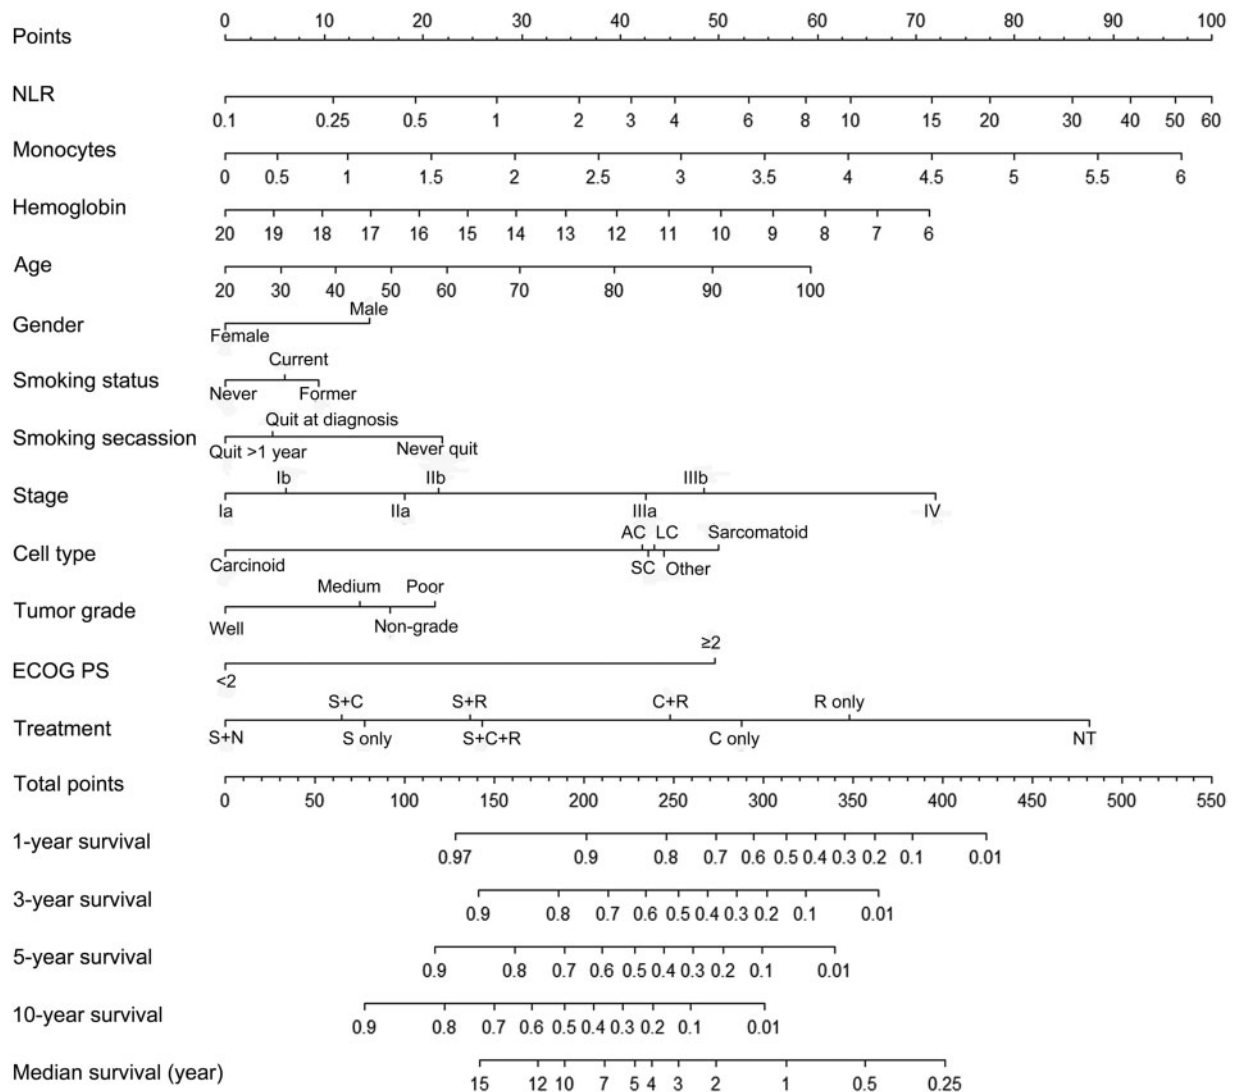 Points 0 10 20 30 40 50 60 70 80 90 100
NLR
0.1 0.25 0.5 1 2 3 4 6 8 10 15 20 30 40 50 60
Monocytes
0 0.5 1 1.5 2 2.5 3 3.5 4 4.5 5 5.5 6
Hemoglobin
20 19 18 17 16 15 14 13 12 11 10 9 8 7 6
Age
20 30 40 50 60 70 80 90 100
Male
Gender
Female
Current
Smoking status
Never Former
Quit at diagnosis
Smoking secassion
Quit >1 year Never quit
Ib IIb IIIb
Stage
Ia IIa IIIa IV
AC LC Sarcomatoid
Cell type
Carcinoid SC Other
Medium Poor
Tumor grade
Well Non-grade
≥2
ECOG PS
<2
S+C S+R C+R R only
Treatment
S+N S only S+C+R C only NT
Total points
0 50 100 150 200 250 300 350 400 450 500 550
1-year survival
0.97 0.9 0.8 0.7 0.6 0.5 0.4 0.3 0.2 0.1 0.01
3-year survival
0.9 0.8 0.7 0.6 0.5 0.4 0.3 0.2 0.1 0.01
5-year survival
0.9 0.8 0.7 0.6 0.5 0.4 0.3 0.2 0.1 0.01
10-year survival
0.9 0.8 0.7 0.6 0.5 0.4 0.3 0.2 0.1 0.01
Median survival (year)
15 12 10 7 5 4 3 2 1 0.5 0.25